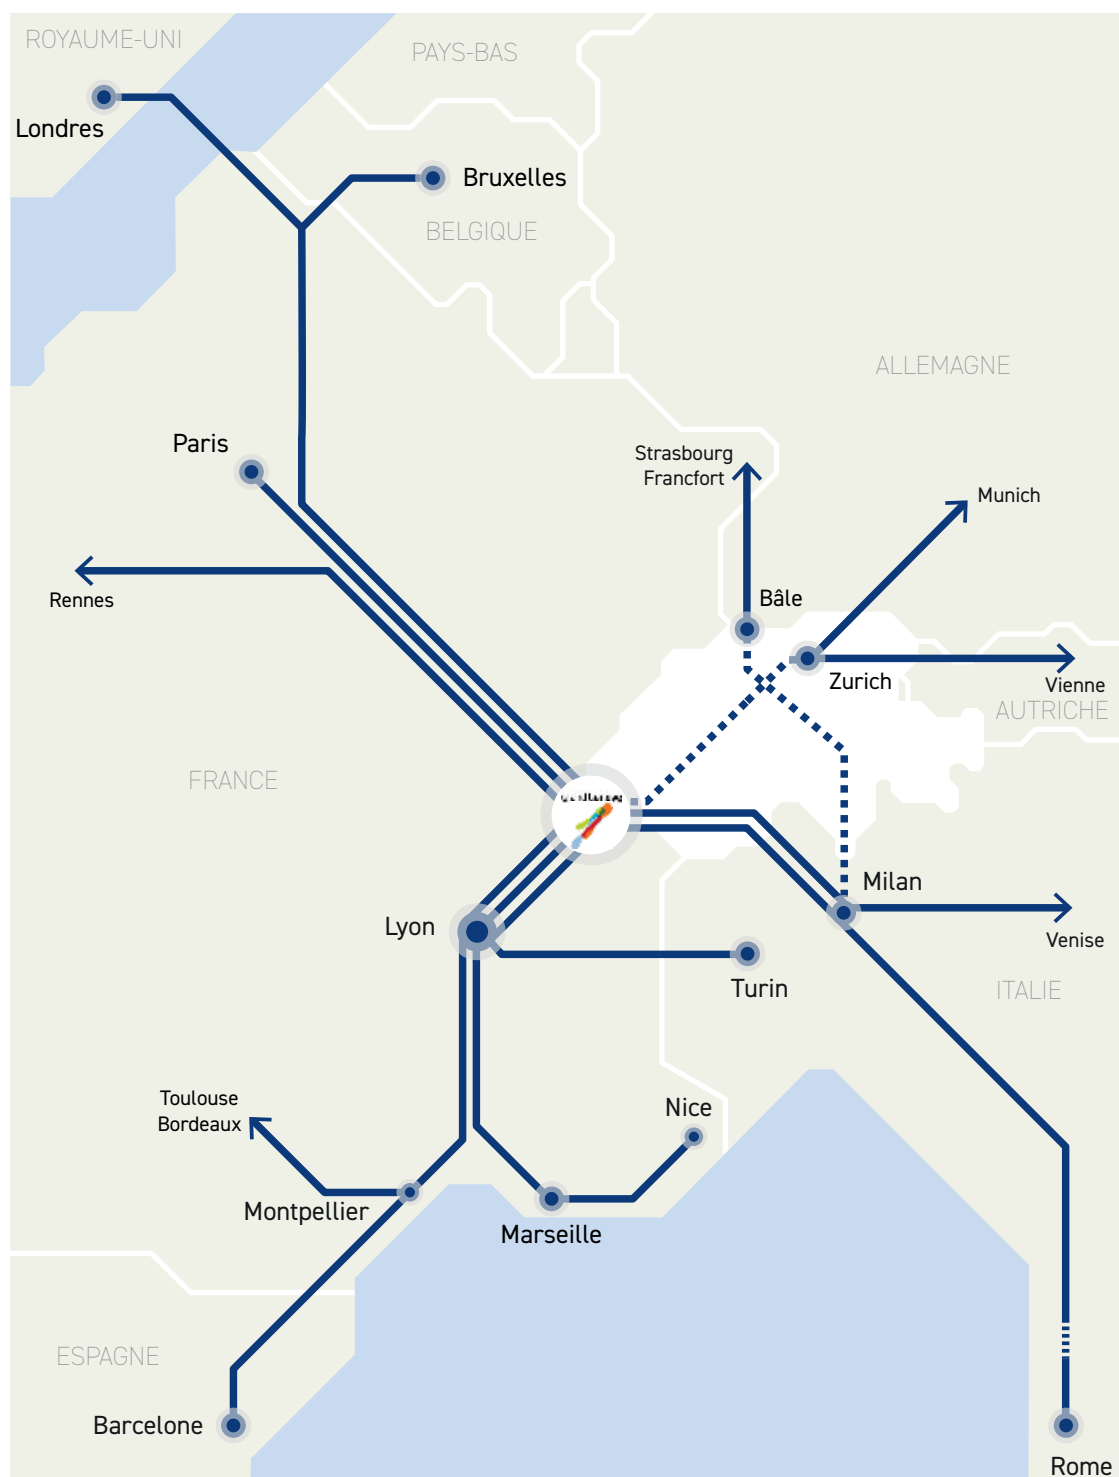 ROYAUME-UNI
PAYS-BAS
Londres
Bruxelles
BELGIQUE
ALLEMAGNE
Paris
Strasbourg
Francfort
Munich
Rennes
Bâle
Zurich
Vienne
AUTRICHE
FRANCE
Milan
Lyon
Venise
Turin
ITALIE
Toulouse
Bordeaux
Nice
Montpellier
Marseille
ESPAGNE
Barcelone
Rome